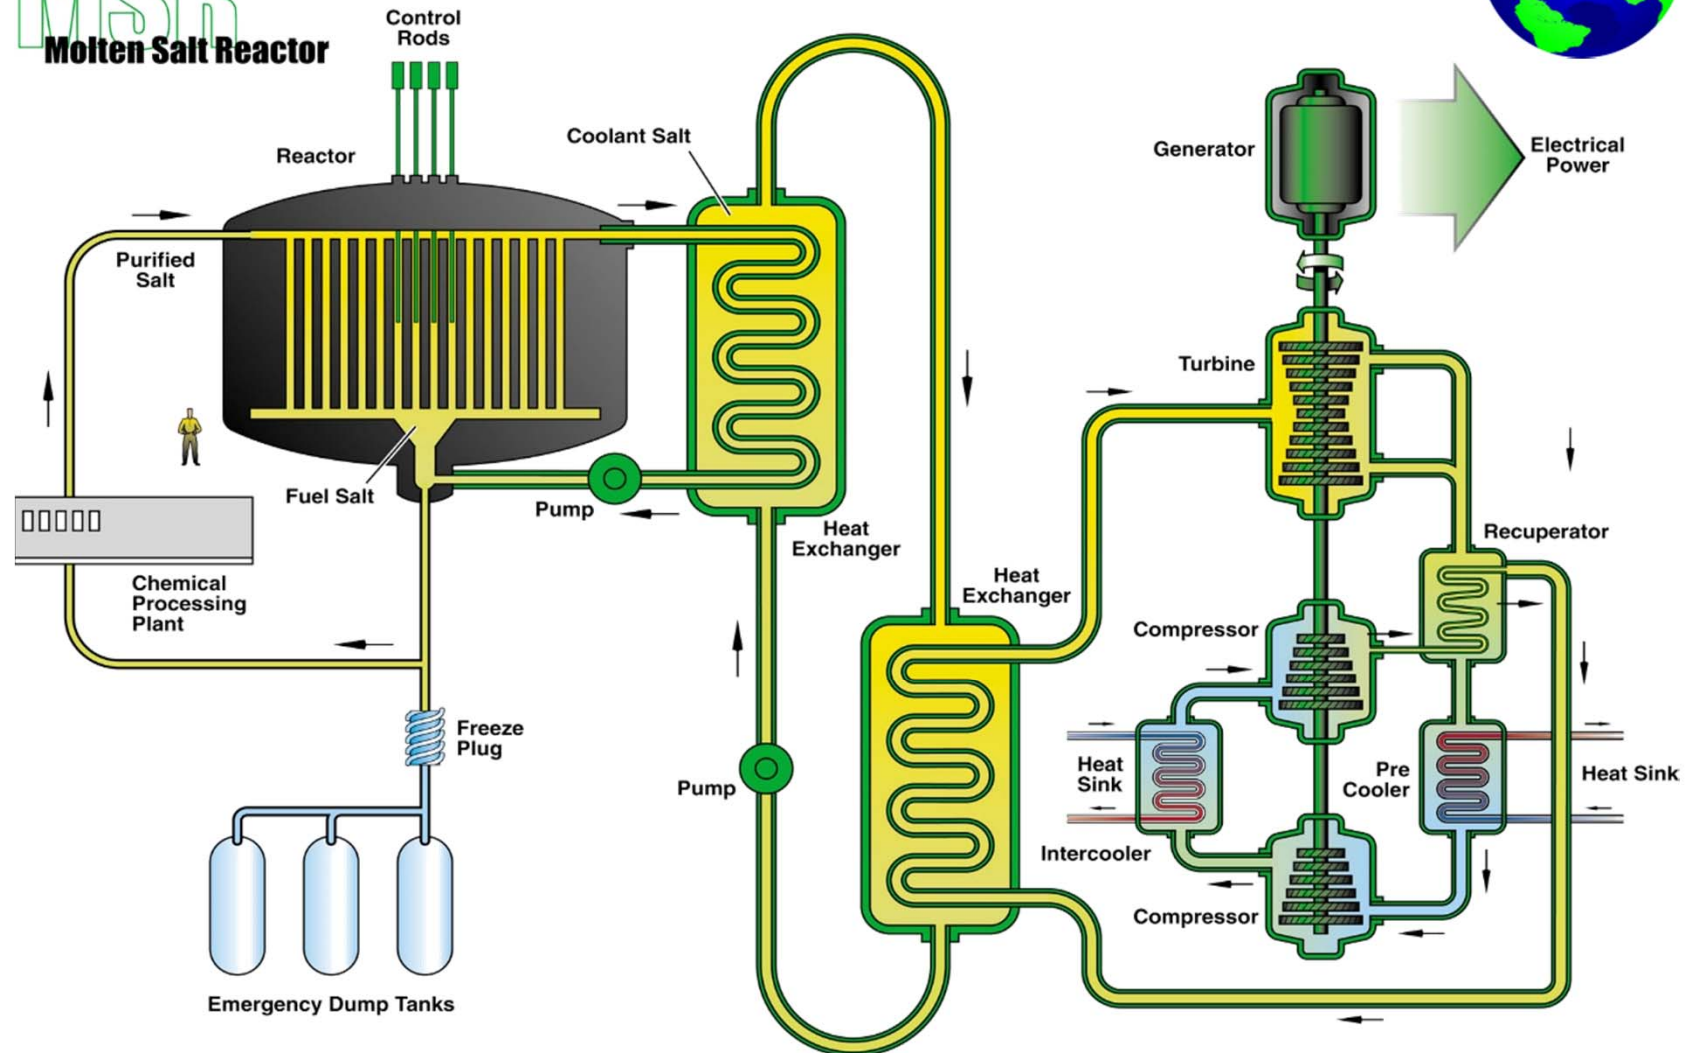 MSR
Molten Salt Reactor
Control
Rods
Reactor
Coolant Salt
Generator
Electrical
Power
Purified
Salt
Turbine
Fuel Salt
Pump
Heat
Exchanger
Recuperator
Chemical
Processing
Plant
Heat
Exchanger
Compressor
Freeze
Plug
Pump
Heat
Sink
Pre
Cooler
Heat Sink
Intercooler
Compressor
Emergency Dump Tanks